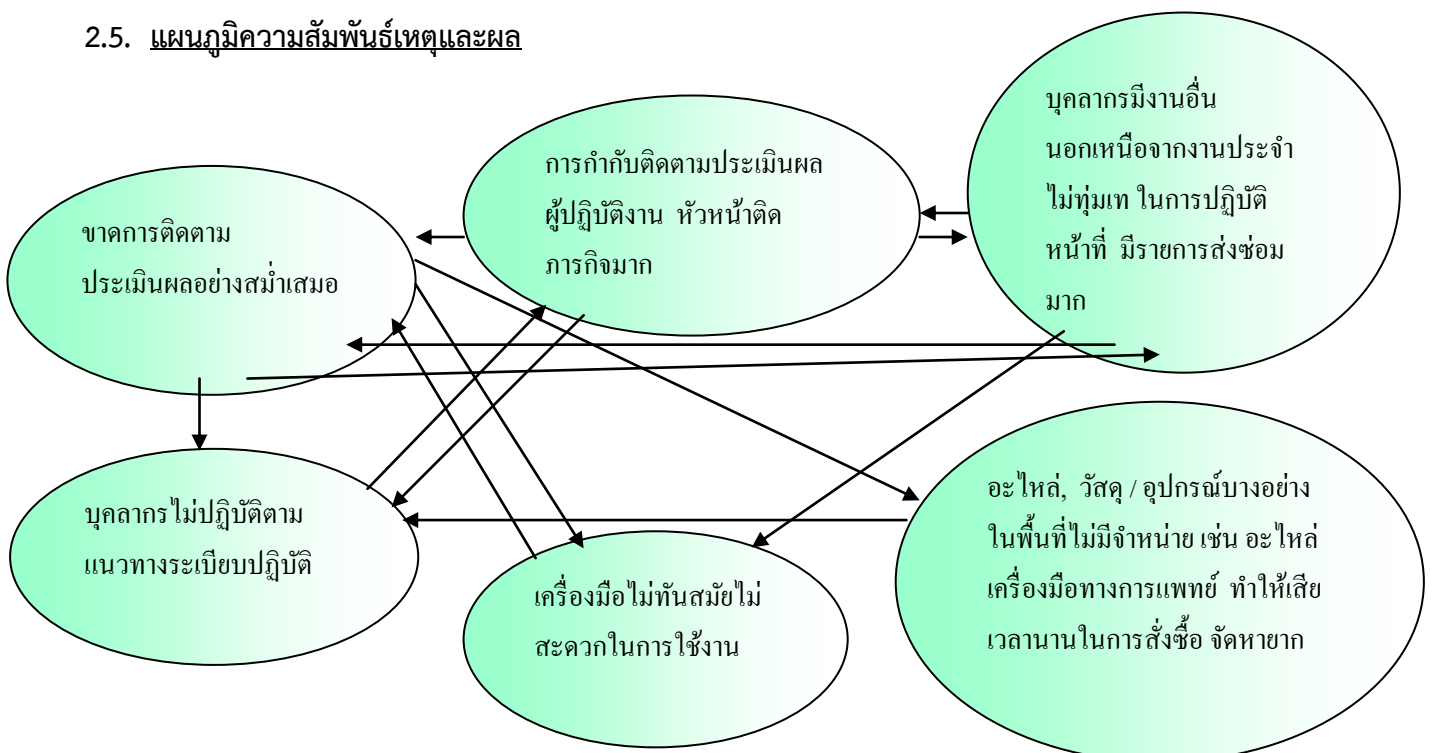 2.5. แผนภูมิความสัมพันธ์เหตุและผล
บุคลากรมีงานอื่น
นอกเหนือจากงานประจำ
ไม่ทุ่มเท ในการปฏิบัติ
หน้าที่ มีรายการส่งซ่อม
มาก
การกำกับติดตามประเมินผล
ผู้ปฏิบัติงาน หัวหน้าติด
ภารกิจมาก
ขาดการติดตาม
ประเมินผลอย่างสม่ำเสมอ
บุคลากรไม่ปฏิบัติตาม
แนวทางระเบียบปฏิบัติ
เครื่องมือไม่ทันสมัยไม่
สะดวกในการใช้งาน
อะไหล่, วัสดุ / อุปกรณ์บางอย่าง
ในพื้นที่ไม่มีจำหน่าย เช่น อะไหล่
เครื่องมือทางการแพทย์ ทำให้เสีย
เวลานานในการสั่งซื้อ จัดหายาก